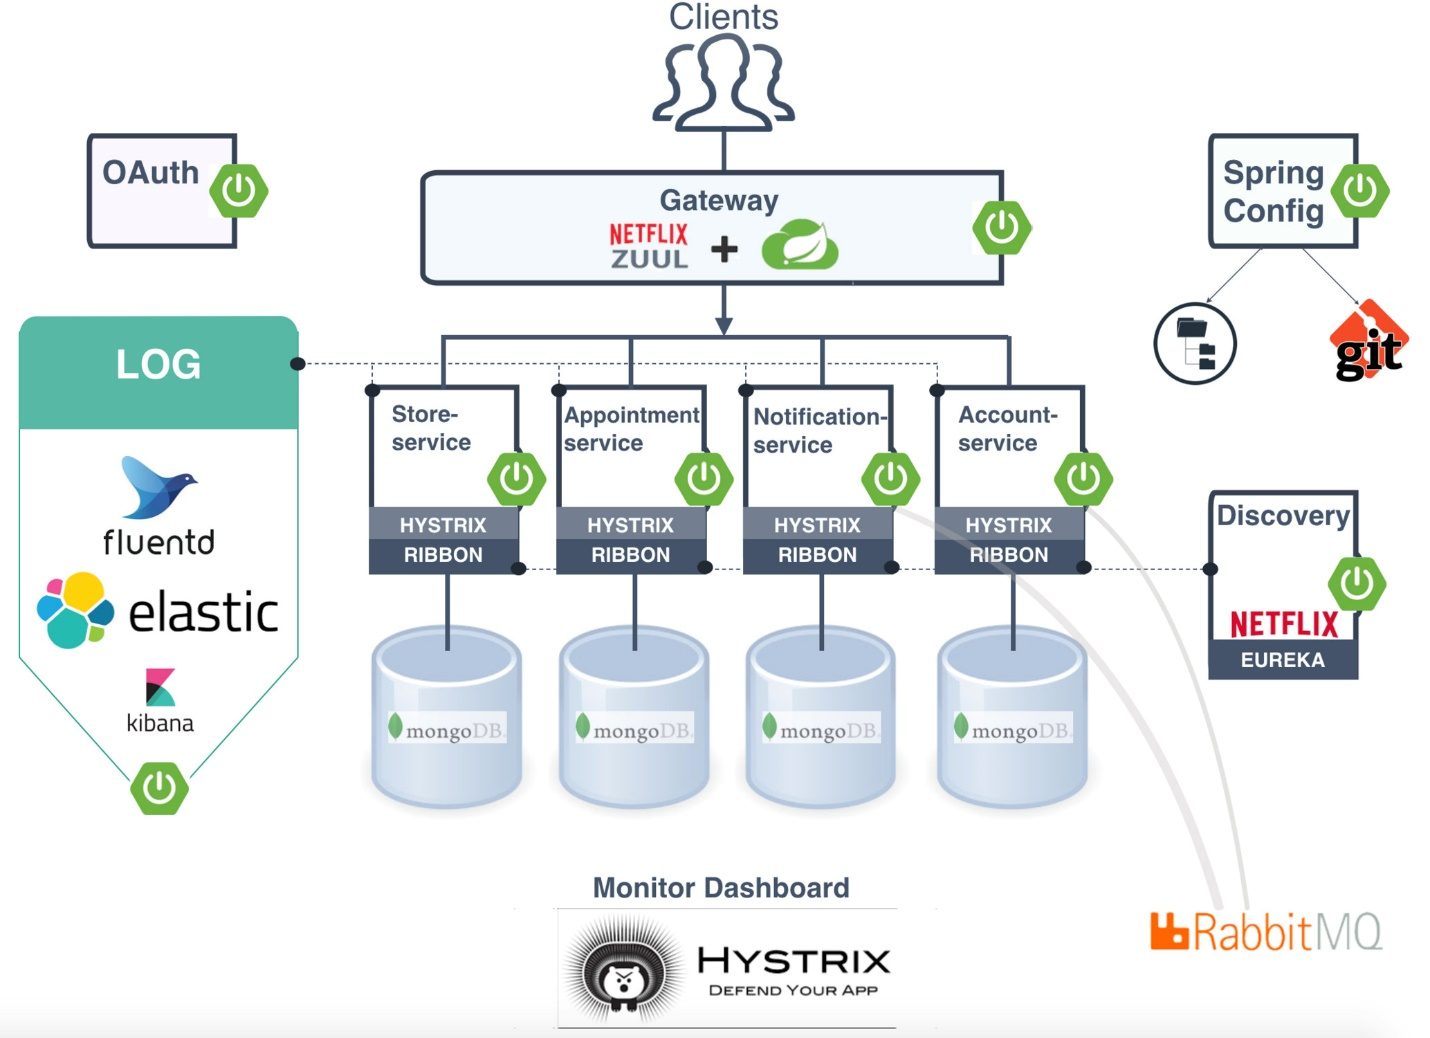 Clients
OAuth
Gateway
NETFLIX
ZUUL
Spring
Config
git
LOG
fluentd
elastic
kibana
Store-
service
HYSTRIX
RIBBON
mongoDB.
Appointment
service
HYSTRIX
RIBBON
mongoDB.
Notification-
service
HYSTRIX
RIBBON
mongoDB.
Account-
service
HYSTRIX
RIBBON
mongoDB.
Discovery
NETFLIX
EUREKA
Monitor Dashboard
HYSTRIX
DEFEND YOUR APP
RabbitMQ